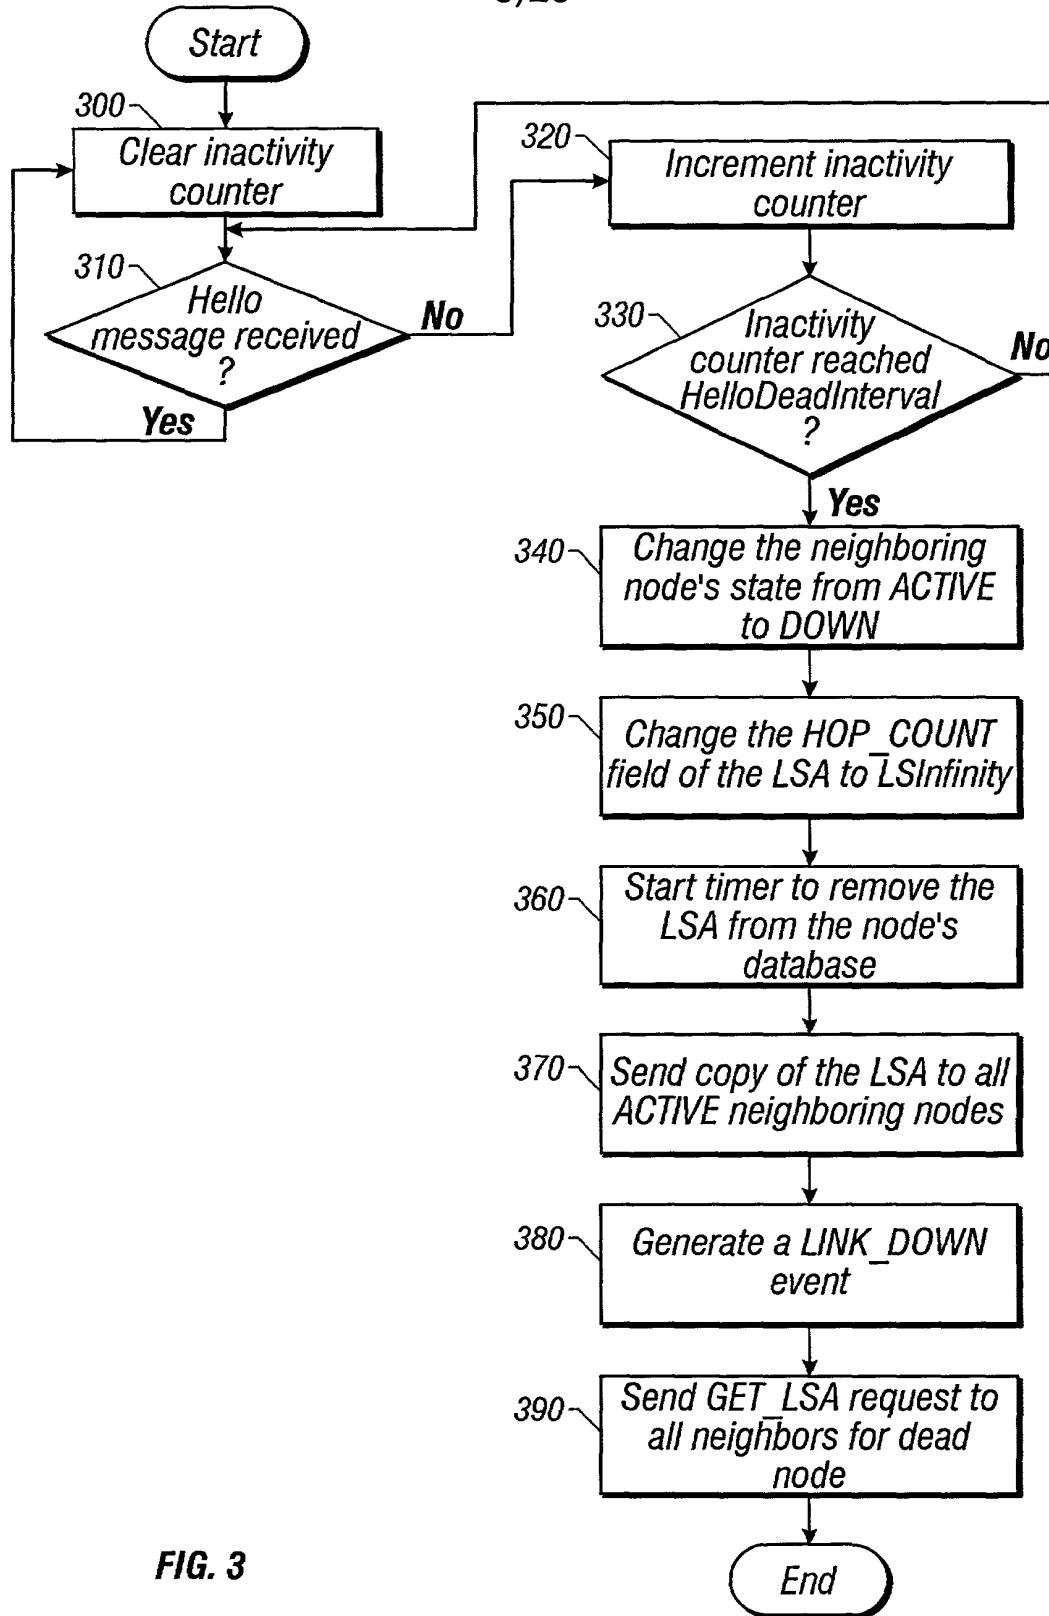 Start
300
Clear inactivity
counter
310
Hello
message received
?
No
Yes
320
Increment inactivity
counter
330
Inactivity
counter reached
HelloDeadInterval
?
No
Yes
340
Change the neighboring
node's state from ACTIVE
to DOWN
350
Change the HOP_COUNT
field of the LSA to LSInfinity
360
Start timer to remove the
LSA from the node's
database
370
Send copy of the LSA to all
ACTIVE neighboring nodes
380
Generate a LINK_DOWN
event
390
Send GET_LSA request to
all neighbors for dead
node
End
FIG. 3